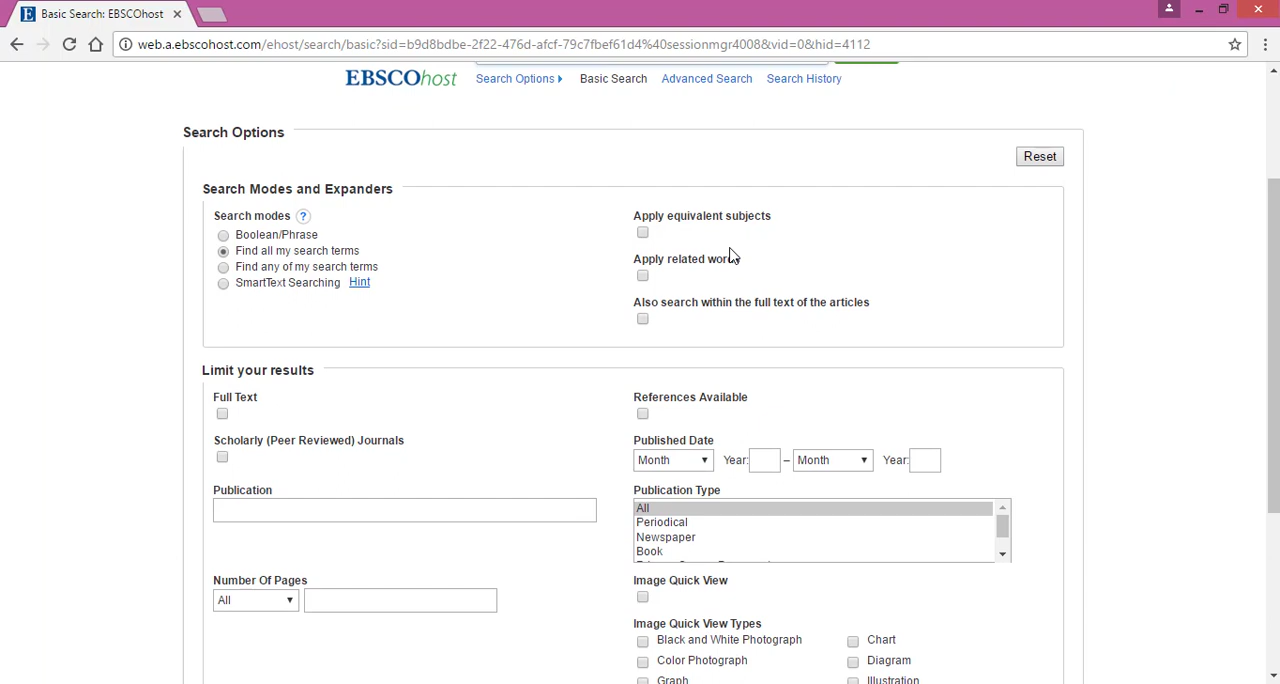 Basic Search: EBSCOhost
web.a.ebscohost.com/ehost/search/basic?sid=b9d8bdbe-2f22-476d-afcf-79c7fbef61d4%40sessionmgr4008&vid=0&hid=4112
EBSCOhost Search Options Basic Search Advanced Search Search History
Search Options
Reset
Search Modes and Expanders
Search modes ?
Boolean/Phrase
Find all my search terms
Find any of my search terms
SmartText Searching Hint
Apply equivalent subjects
Apply related words
Also search within the full text of the articles
Limit your results
Full Text
References Available
Scholarly (Peer Reviewed) Journals
Published Date
Month Year: – Month Year:
Publication
Publication Type
All
Periodical
Newspaper
Book
Number Of Pages
All
Image Quick View
Image Quick View Types
Black and White Photograph Chart
Color Photograph Diagram
Graph Illustration